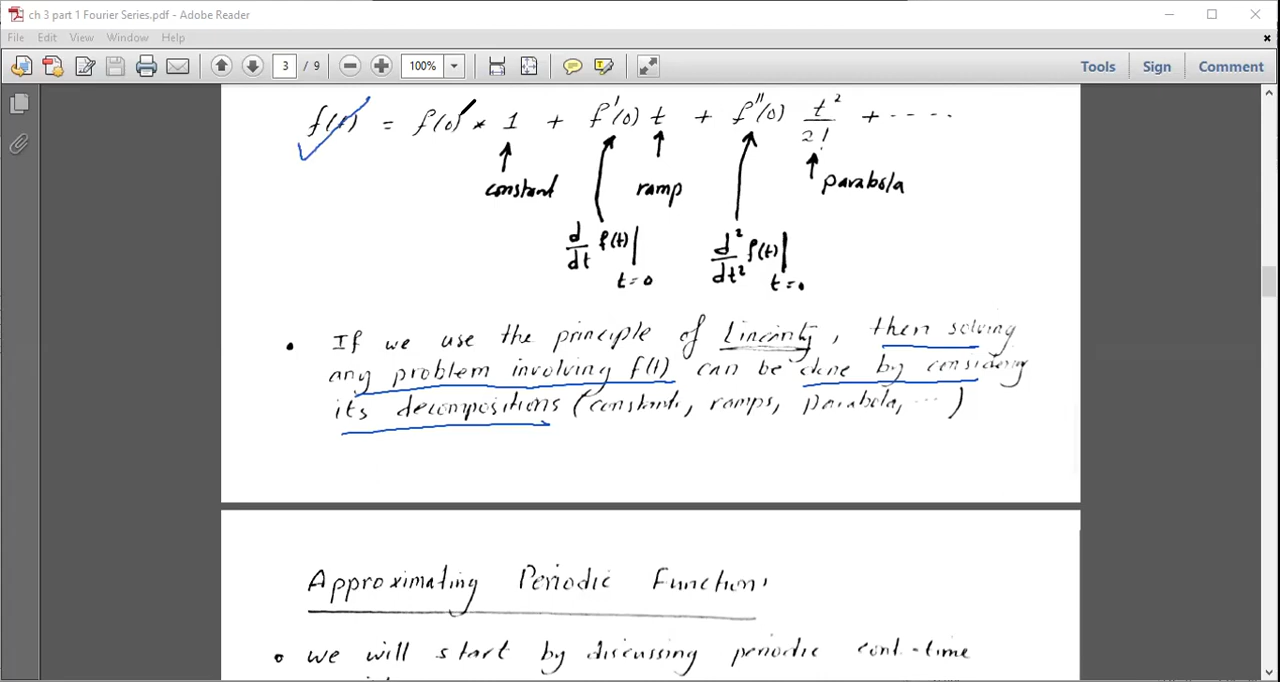 ch 3 part 1 Fourier Series.pdf - Adobe Reader
File Edit View Window Help
3 / 9 100% Tools Sign Comment
f(t) = f(0) * 1 + f'(0) t + f''(0) t²/2! + ----
constant ramp parabola
d/dt f(t)|t=0 d²/dt² f(t)|t=0
• If we use the principle of Linearity, then solving
any problem involving f(t) can be done by considering
its decompositions (constant, ramps, parabola, ...)
Approximating Periodic Functions
• we will start by discussing periodic cont.-time